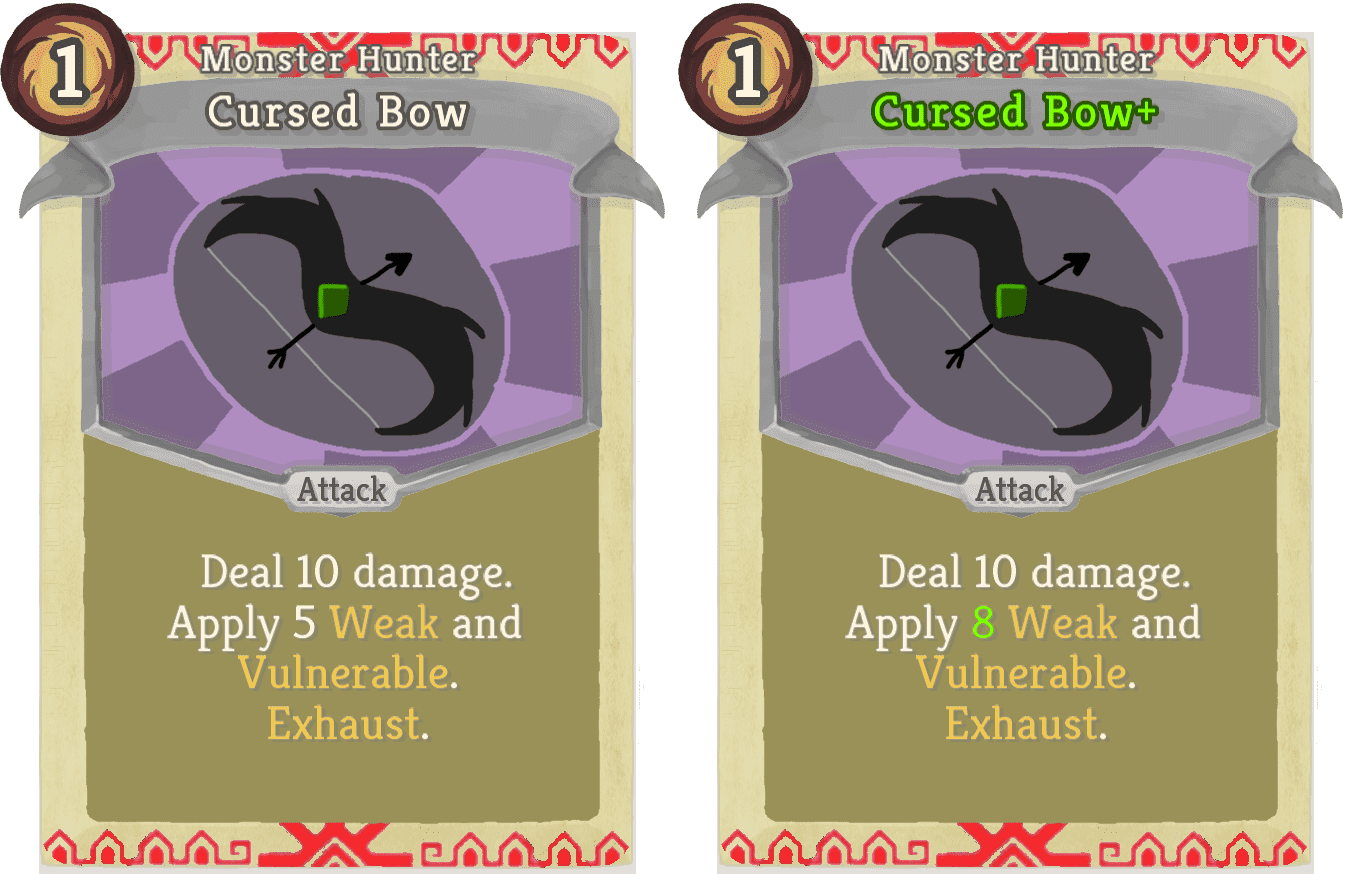 1
Monster Hunter
Cursed Bow
Attack
Deal 10 damage.
Apply 5 Weak and
Vulnerable.
Exhaust.
1
Monster Hunter
Cursed Bow+
Attack
Deal 10 damage.
Apply 8 Weak and
Vulnerable.
Exhaust.